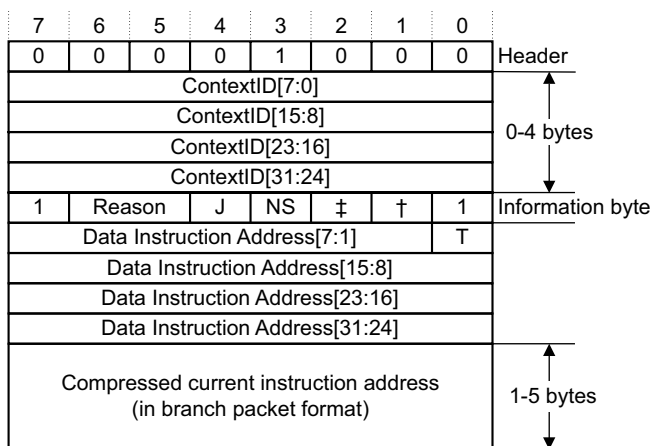 7 6 5 4 3 2 1 0
0 0 0 0 1 0 0 0 Header
ContextID[7:0]
ContextID[15:8]
0-4 bytes
ContextID[23:16]
ContextID[31:24]
1 Reason J NS ‡ † 1 Information byte
Data Instruction Address[7:1] T
Data Instruction Address[15:8]
Data Instruction Address[23:16]
Data Instruction Address[31:24]
Compressed current instruction address
(in branch packet format)
1-5 bytes